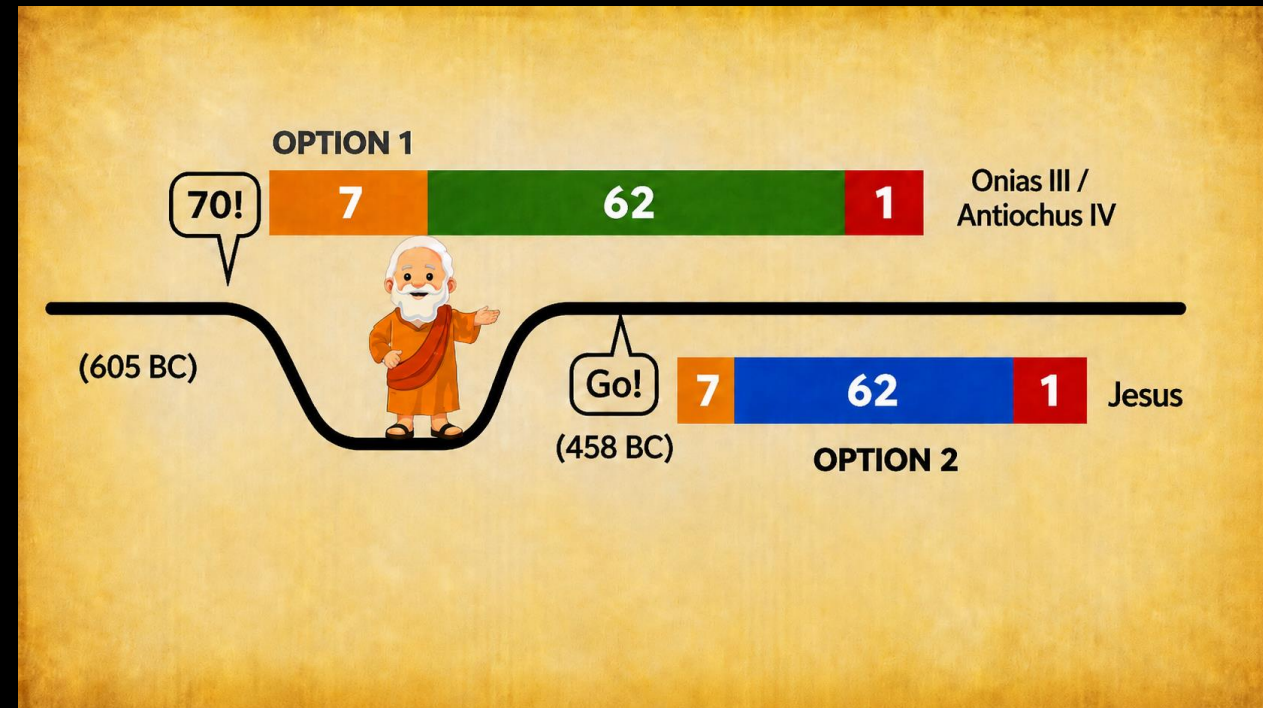 OPTION 1
70!
7 62 1
Onias III /
Antiochus IV
(605 BC)
Go!
(458 BC)
7 62 1
Jesus
OPTION 2